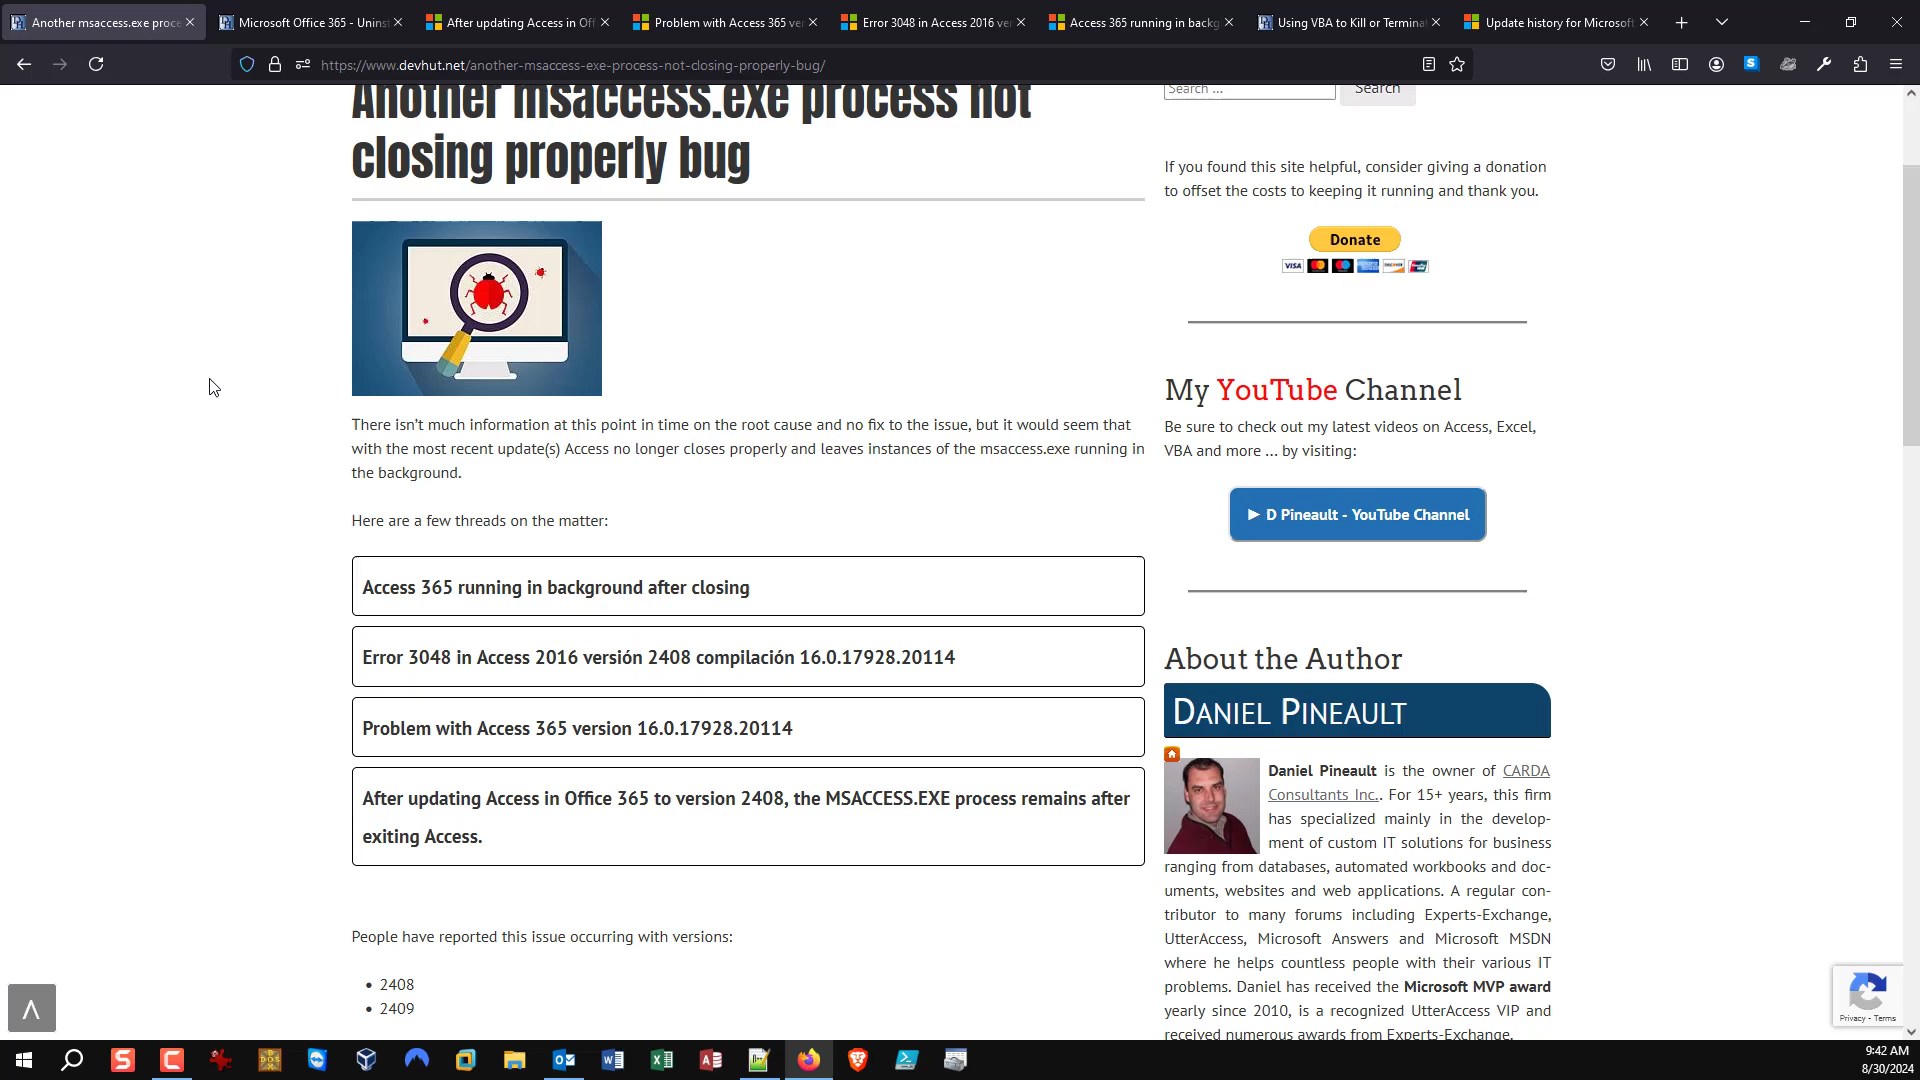 Another msaccess.exe proce
Microsoft Office 365 - Uninst
After updating Access in Off
Problem with Access 365 ver
Error 3048 in Access 2016 ver
Access 365 running in backg
Using VBA to Kill or Termina
Update history for Microsoft
https://www.devhut.net/another-msaccess-exe-process-not-closing-properly-bug/
Another msaccess.exe process not
closing properly bug
There isn't much information at this point in time on the root cause and no fix to the issue, but it would seem that
with the most recent update(s) Access no longer closes properly and leaves instances of the msaccess.exe running in
the background.
Here are a few threads on the matter:
Access 365 running in background after closing
Error 3048 in Access 2016 versión 2408 compilación 16.0.17928.20114
Problem with Access 365 version 16.0.17928.20114
After updating Access in Office 365 to version 2408, the MSACCESS.EXE process remains after
exiting Access.
People have reported this issue occurring with versions:
• 2408
• 2409
Search ...
Search
If you found this site helpful, consider giving a donation
to offset the costs to keeping it running and thank you.
Donate
VISA
My YouTube Channel
Be sure to check out my latest videos on Access, Excel,
VBA and more ... by visiting:
► D Pineault - YouTube Channel
About the Author
Daniel Pineault
Daniel Pineault is the owner of CARDA
Consultants Inc.. For 15+ years, this firm
has specialized mainly in the develop-
ment of custom IT solutions for business
ranging from databases, automated workbooks and doc-
uments, websites and web applications. A regular con-
tributor to many forums including Experts-Exchange,
UtterAccess, Microsoft Answers and Microsoft MSDN
where he helps countless people with their various IT
problems. Daniel has received the Microsoft MVP award
yearly since 2010, is a recognized UtterAccess VIP and
received numerous awards from Experts-Exchange.
Privacy - Terms
9:42 AM
8/30/2024